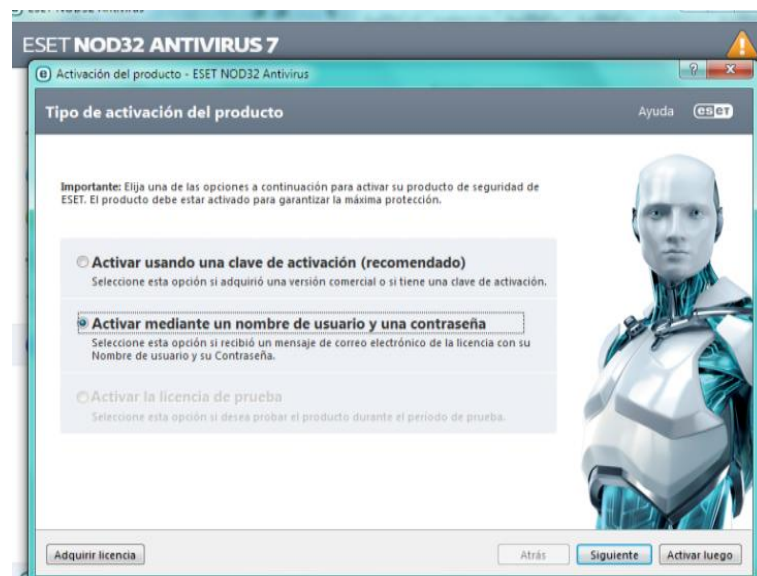 ESET NOD32 ANTIVIRUS 7
Activación del producto - ESET NOD32 Antivirus
Tipo de activación del producto
Ayuda
eset
Importante: Elija una de las opciones a continuación para activar su producto de seguridad de
ESET. El producto debe estar activado para garantizar la máxima protección.
Activar usando una clave de activación (recomendado)
Seleccione esta opción si adquirió una versión comercial o si tiene una clave de activación.
Activar mediante un nombre de usuario y una contraseña
Seleccione esta opción si recibió un mensaje de correo electrónico de la licencia con su
Nombre de usuario y su Contraseña.
Activar la licencia de prueba
Seleccione esta opción si desea probar el producto durante el periodo de prueba.
Adquirir licencia
Atrás
Siguiente
Activar luego